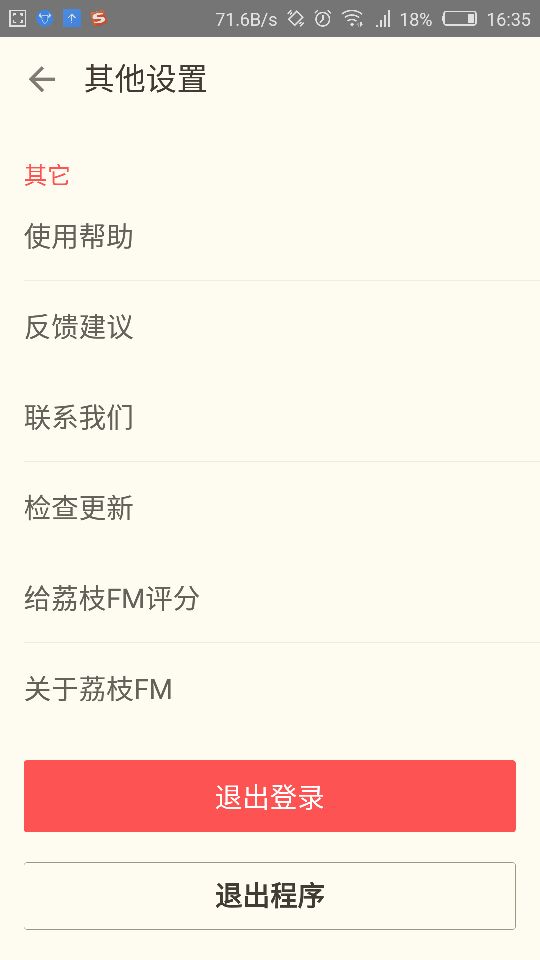 71.6B/s 18% 16:35
其他设置
其它
使用帮助
反馈建议
联系我们
检查更新
给荔枝FM评分
关于荔枝FM
退出登录
退出程序